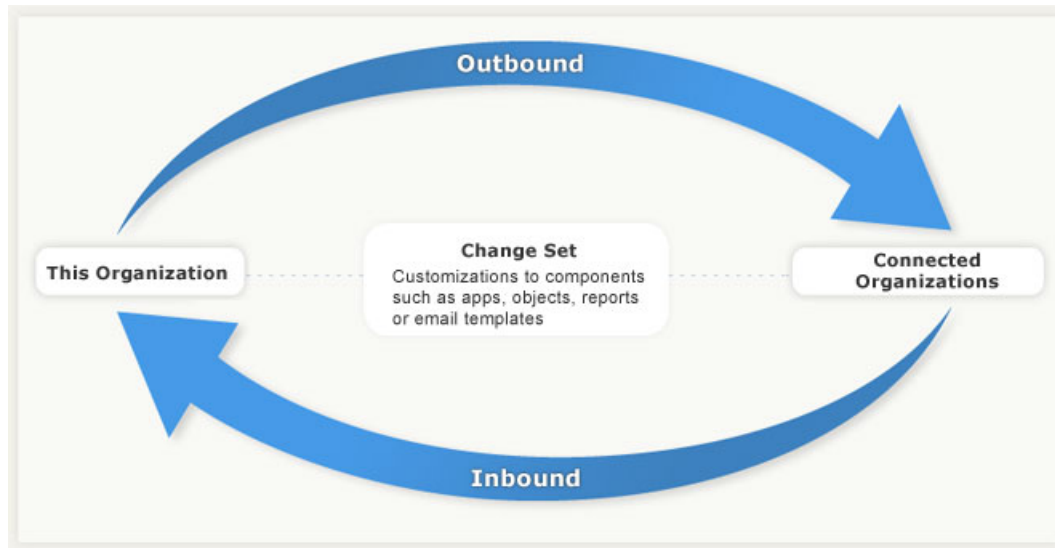 Outbound
This Organization
Change Set
Customizations to components
such as apps, objects, reports
or email templates
Connected
Organizations
Inbound